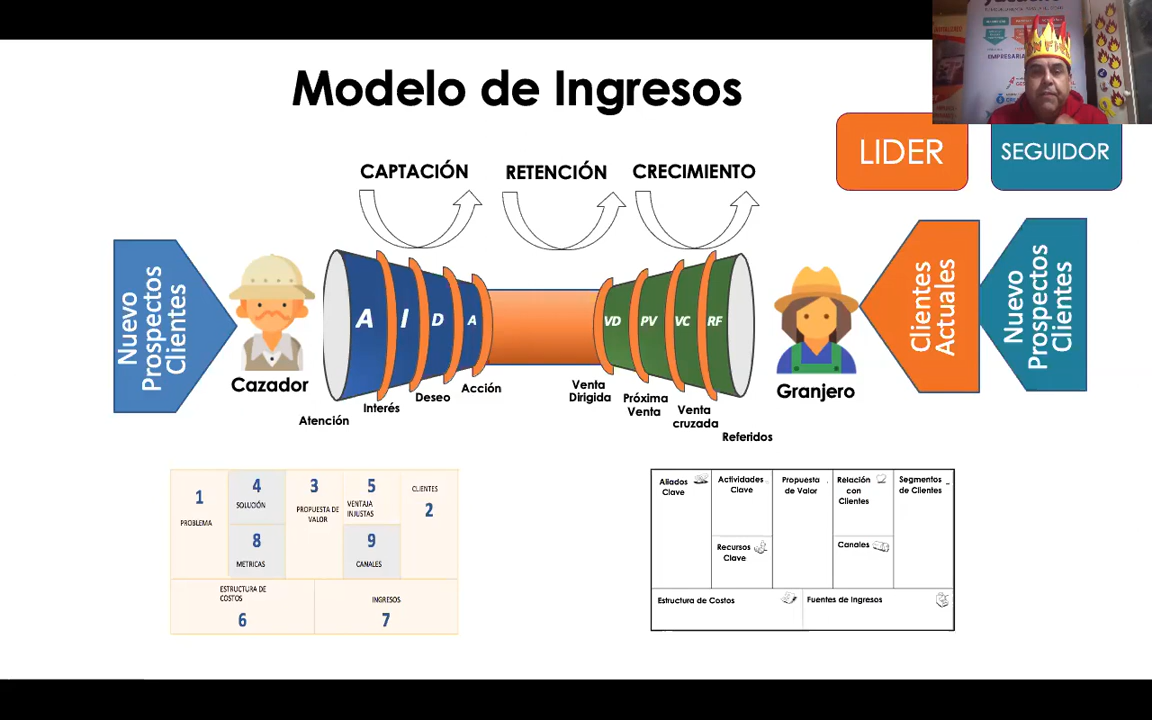 Modelo de Ingresos
EMPRESARIA
LIDER
SEGUIDOR
CAPTACIÓN
RETENCIÓN
CRECIMIENTO
Nuevo
Prospectos
Clientes
Cazador
A I D A
Atención
Interés
Deseo
Acción
VD PV VC RF
Venta
Dirigida
Próxima
Venta
Venta
cruzada
Referidos
Granjero
Clientes
Actuales
Nuevo
Prospectos
Clientes
1
PROBLEMA
4
SOLUCIÓN
8
METRICAS
3
PROPUESTA DE
VALOR
5
VENTAJA
INJUSTAS
9
CANALES
CLIENTES
2
ESTRUCTURA DE
COSTOS
6
INGRESOS
7
Aliados
Clave
Actividades
Clave
Recursos
Clave
Propuesta
de Valor
Relación
con
Clientes
Canales
Segmentos
de Clientes
Estructura de Costos
Fuentes de Ingresos